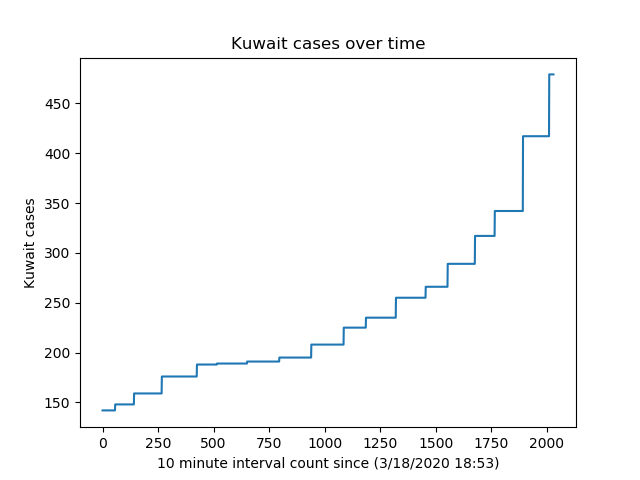 Kuwait cases over time
Kuwait cases
450
400
350
300
250
200
150
0 250 500 750 1000 1250 1500 1750 2000
10 minute interval count since (3/18/2020 18:53)